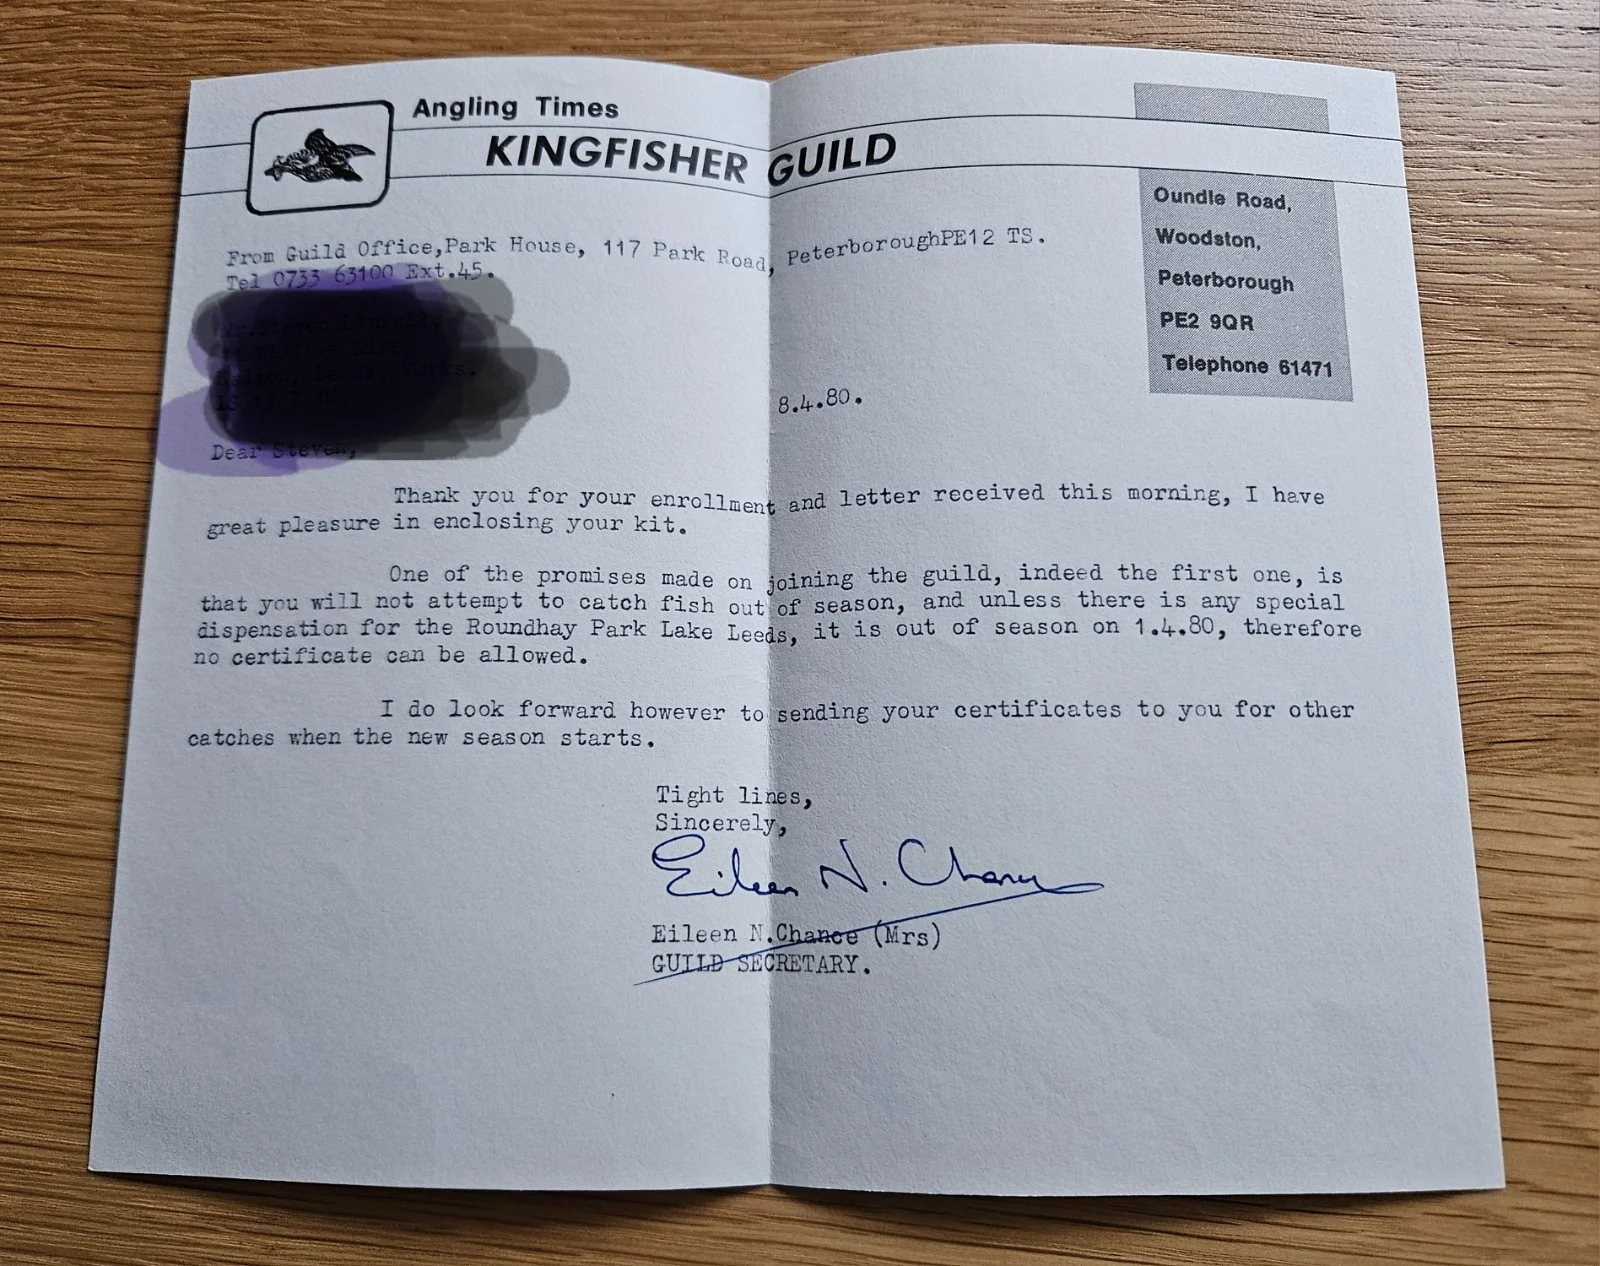 Angling Times
KINGFISHER GUILD
Oundle Road,
Woodston,
Peterborough
PE2 9QR
Telephone 61471
From Guild Office,Park House, 117 Park Road, PeterboroughPE12 TS.
Tel 0733 63100 Ext.45.
8.4.80.
Dear Steven,
Thank you for your enrollment and letter received this morning, I have
great pleasure in enclosing your kit.
One of the promises made on joining the guild, indeed the first one, is
that you will not attempt to catch fish out of season, and unless there is any special
dispensation for the Roundhay Park Lake Leeds, it is out of season on 1.4.80, therefore
no certificate can be allowed.
I do look forward however to sending your certificates to you for other
catches when the new season starts.
Tight lines,
Sincerely,
Eileen N. Chance
Eileen N.Chance (Mrs)
GUILD SECRETARY.